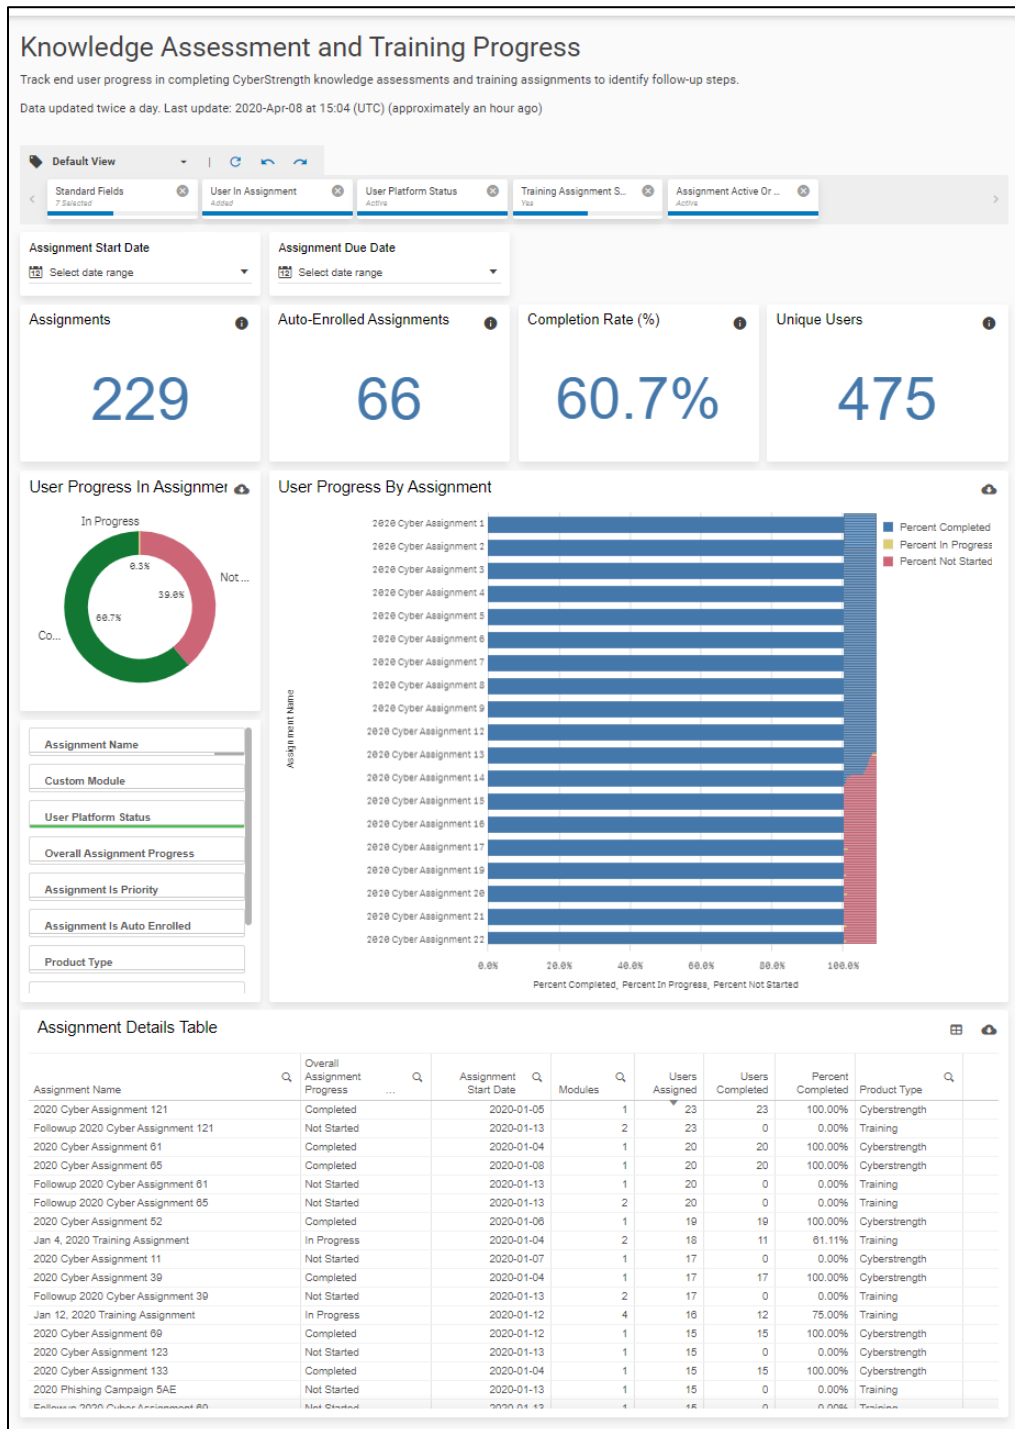 Knowledge Assessment and Training Progress
Track end user progress in completing CyberStrength knowledge assessments and training assignments to identify follow-up steps.
Data updated twice a day. Last update: 2020-Apr-08 at 15:04 (UTC) (approximately an hour ago)
Default View
Standard Fields
7 Selected
User In Assignment
Added
User Platform Status
Active
Training Assignment S...
Yes
Assignment Active Or ...
Active
Assignment Start Date
12 Select date range
Assignment Due Date
12 Select date range
Assignments
229
Auto-Enrolled Assignments
66
Completion Rate (%)
60.7%
Unique Users
475
User Progress In Assignmer
In Progress
0.3%
Not ...
39.0%
60.7%
Co...
User Progress By Assignment
Percent Completed
Percent In Progress
Percent Not Started
Assignment Name
2020 Cyber Assignment 1
2020 Cyber Assignment 2
2020 Cyber Assignment 3
2020 Cyber Assignment 4
2020 Cyber Assignment 5
2020 Cyber Assignment 6
2020 Cyber Assignment 7
2020 Cyber Assignment 8
2020 Cyber Assignment 9
2020 Cyber Assignment 12
2020 Cyber Assignment 13
2020 Cyber Assignment 14
2020 Cyber Assignment 15
2020 Cyber Assignment 16
2020 Cyber Assignment 17
2020 Cyber Assignment 19
2020 Cyber Assignment 20
2020 Cyber Assignment 21
2020 Cyber Assignment 22
0.0% 20.0% 40.0% 60.0% 80.0% 100.0%
Percent Completed, Percent In Progress, Percent Not Started
Assignment Name
Custom Module
User Platform Status
Overall Assignment Progress
Assignment Is Priority
Assignment Is Auto Enrolled
Product Type
Assignment Details Table
Assignment Name Overall Assignment Progress ... Assignment Start Date Modules Users Assigned Users Completed Percent Completed Product Type
2020 Cyber Assignment 121 Completed 2020-01-05 1 23 23 100.00% Cyberstrength
Followup 2020 Cyber Assignment 121 Not Started 2020-01-13 2 23 0 0.00% Training
2020 Cyber Assignment 61 Completed 2020-01-04 1 20 20 100.00% Cyberstrength
2020 Cyber Assignment 65 Completed 2020-01-08 1 20 20 100.00% Cyberstrength
Followup 2020 Cyber Assignment 61 Not Started 2020-01-13 1 20 0 0.00% Training
Followup 2020 Cyber Assignment 65 Not Started 2020-01-13 2 20 0 0.00% Training
2020 Cyber Assignment 52 Completed 2020-01-06 1 19 19 100.00% Cyberstrength
Jan 4, 2020 Training Assignment In Progress 2020-01-04 2 18 11 61.11% Training
2020 Cyber Assignment 11 Not Started 2020-01-07 1 17 0 0.00% Cyberstrength
2020 Cyber Assignment 39 Completed 2020-01-04 1 17 17 100.00% Cyberstrength
Followup 2020 Cyber Assignment 39 Not Started 2020-01-13 2 17 0 0.00% Training
Jan 12, 2020 Training Assignment In Progress 2020-01-12 4 16 12 75.00% Training
2020 Cyber Assignment 69 Completed 2020-01-12 1 15 15 100.00% Cyberstrength
2020 Cyber Assignment 123 Not Started 2020-01-13 1 15 0 0.00% Cyberstrength
2020 Cyber Assignment 133 Completed 2020-01-04 1 15 15 100.00% Cyberstrength
2020 Phishing Campaign 5AE Not Started 2020-01-13 1 15 0 0.00% Training
Followup 2020 Cyber Assignment 69 Not Started 2020-01-13 1 15 0 0.00% Training